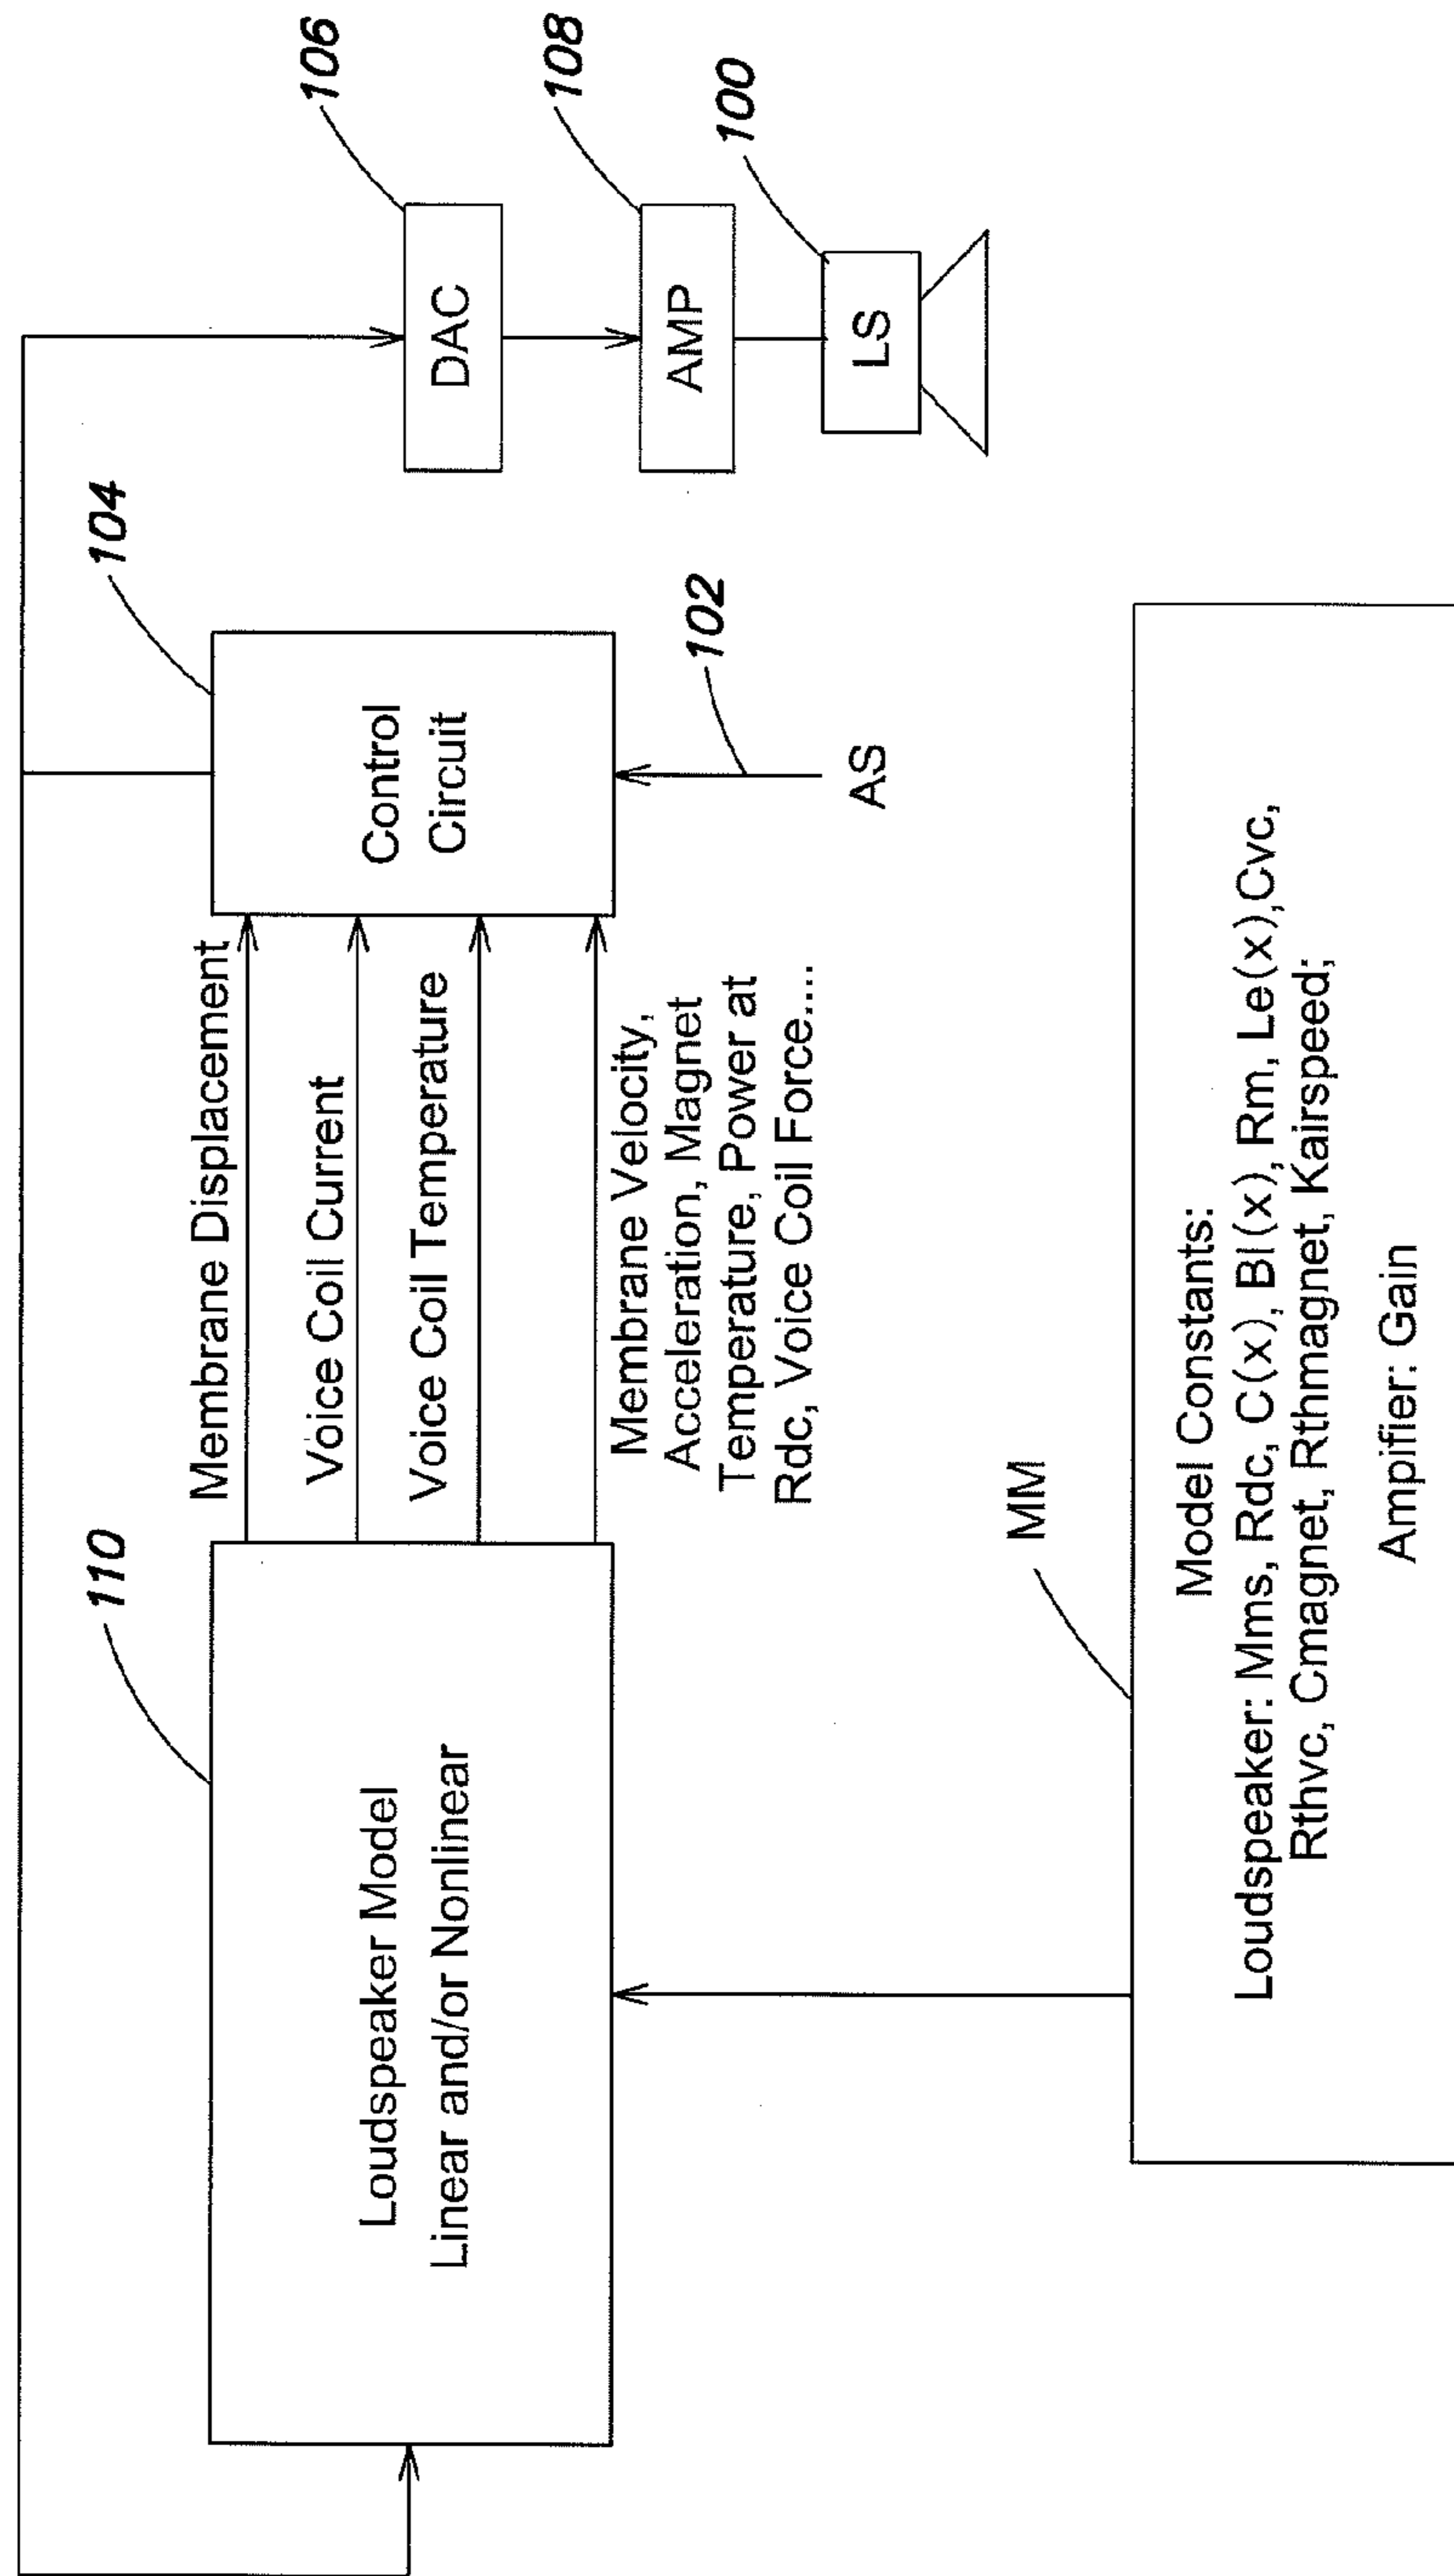 110
Loudspeaker Model
Linear and/or Nonlinear
Membrane Displacement
Voice Coil Current
Voice Coil Temperature
Membrane Velocity,
Acceleration, Magnet
Temperature, Power at
Rdc, Voice Coil Force....
104
Control
Circuit
102
AS
106
DAC
108
AMP
100
LS
MM
Model Constants:
Loudspeaker: Mms, Rdc, C(x), Bl(x), Rm, Le(x),Cvc,
Rthvc, Cmagnet, Rthmagnet, Kairspeed;
Ampifier: Gain